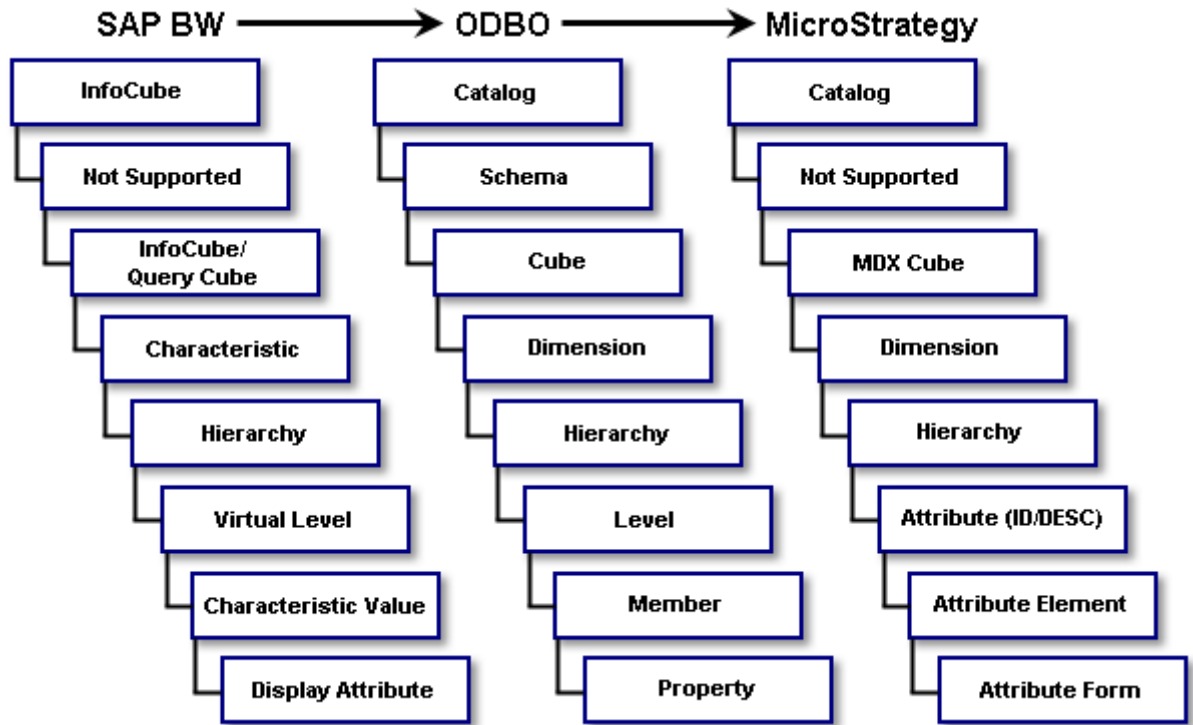 SAP BW ODBO MicroStrategy
InfoCube Catalog Catalog
Not Supported Schema Not Supported
InfoCube/
Query Cube Cube MDX Cube
Characteristic Dimension Dimension
Hierarchy Hierarchy Hierarchy
Virtual Level Level Attribute (ID/DESC)
Characteristic Value Member Attribute Element
Display Attribute Property Attribute Form